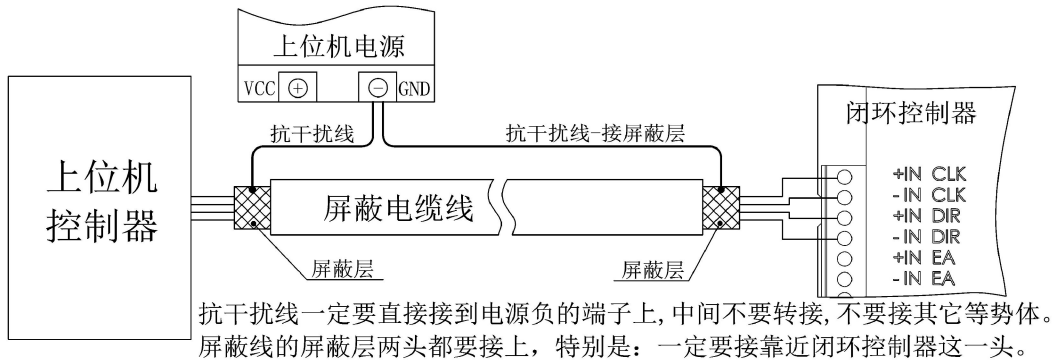 上位机电源
VCC + - GND
抗干扰线
抗干扰线-接屏蔽层
闭环控制器
上位机
控制器
屏蔽电缆线
+IN CLK
-IN CLK
+IN DIR
-IN DIR
+IN EA
-IN EA
屏蔽层
屏蔽层
抗干扰线一定要直接接到电源负的端子上,中间不要转接,不要接其它等势体。
屏蔽线的屏蔽层两头都要接上，特别是：一定要接靠近闭环控制器这一头。